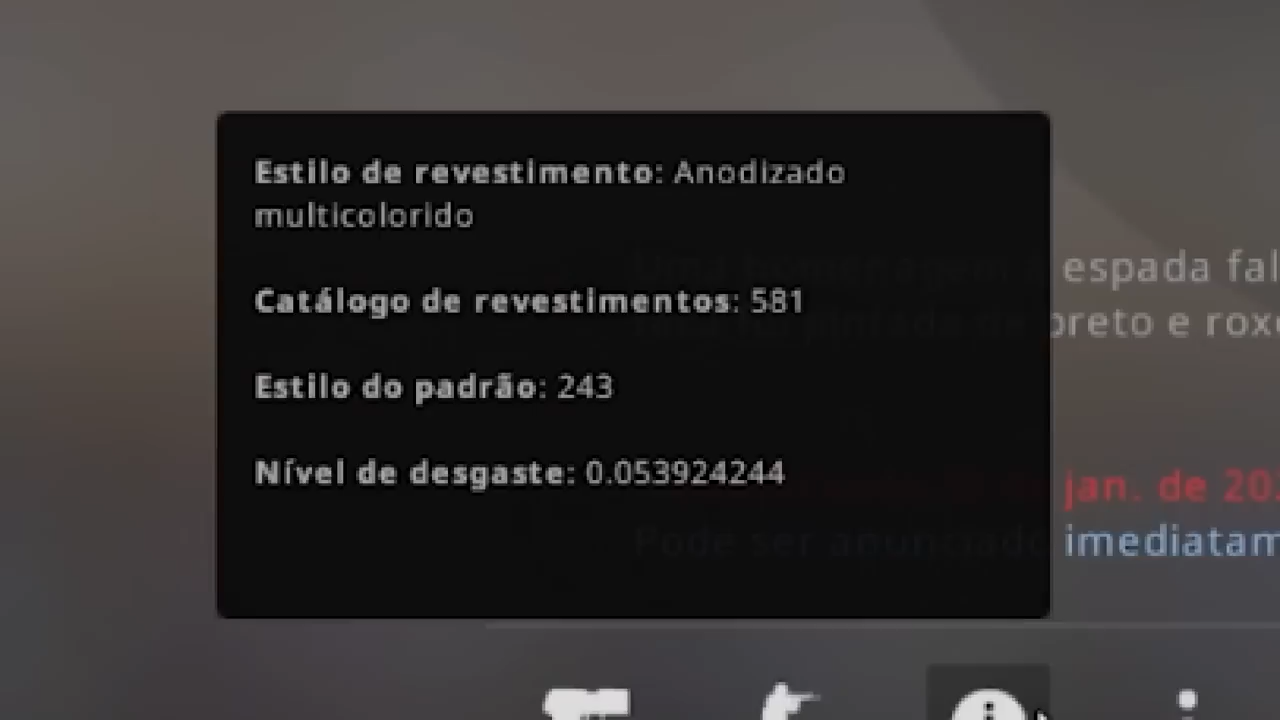 Estilo de revestimento: Anodizado
multicolorido
espada fal
Catálogo de revestimentos: 581
preto e roxo
Estilo do padrão: 243
Nível de desgaste: 0.053924244
jan. de 20
Pode ser anunciado imediatam